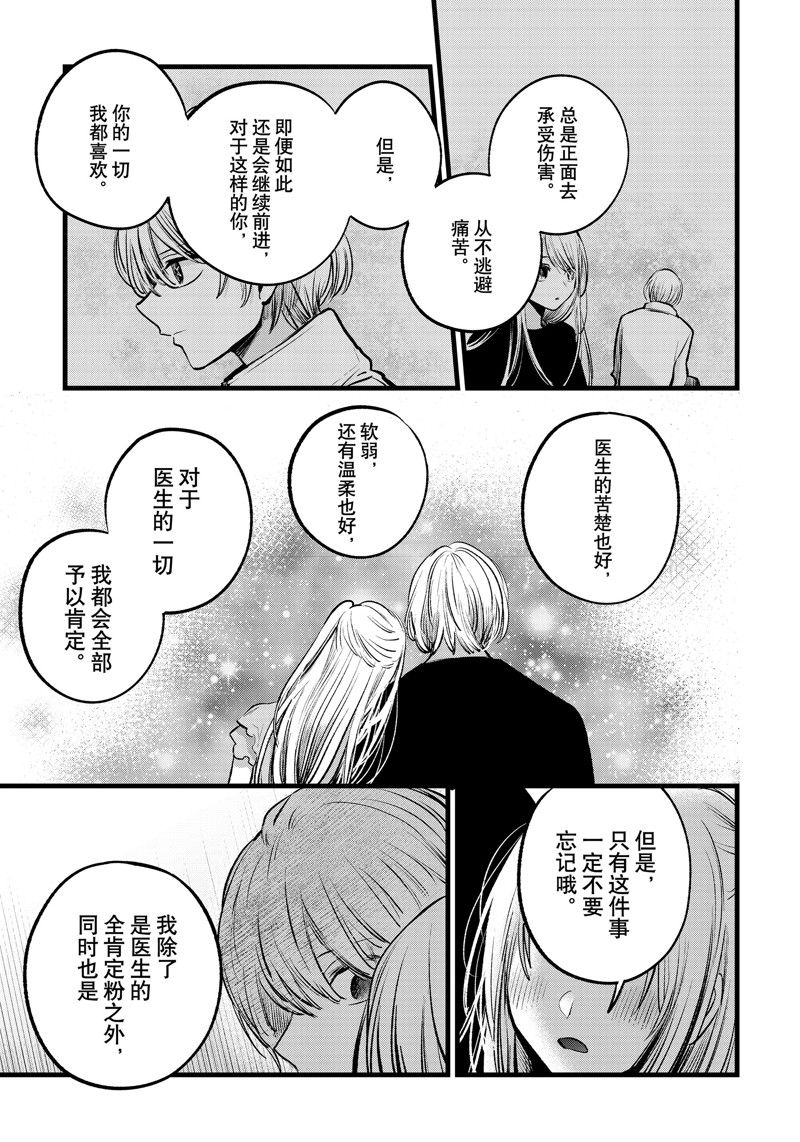 总是正面去
承受伤害。
从不逃避
痛苦。
但是，
即便如此
还是会继续前进，
对于这样的你，
你的一切
我都喜欢。
医生的苦楚也好，
软弱，
还有温柔也好，
对于
医生的一切
我都会全部
予以肯定。
但是，
只有这件事
一定不要
忘记哦。
我除了
是医生的
全肯定粉之外，
同时也是